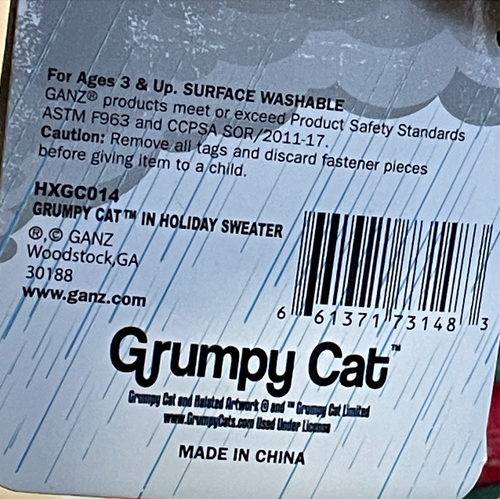 For Ages 3 & Up. SURFACE WASHABLE
GANZ® products meet or exceed Product Safety Standards
ASTM F963 and CCPSA SOR/2011-17.
Caution: Remove all tags and discard fastener pieces
before giving item to a child.
HXGC014
GRUMPY CAT™ IN HOLIDAY SWEATER
®,© GANZ
Woodstock,GA
30188
www.ganz.com
6 61371 73148 3
Grumpy Cat™
Grumpy Cat and Related Artwork © and ™ Grumpy Cat Limited
www.GrumpyCats.com Used Under License
MADE IN CHINA